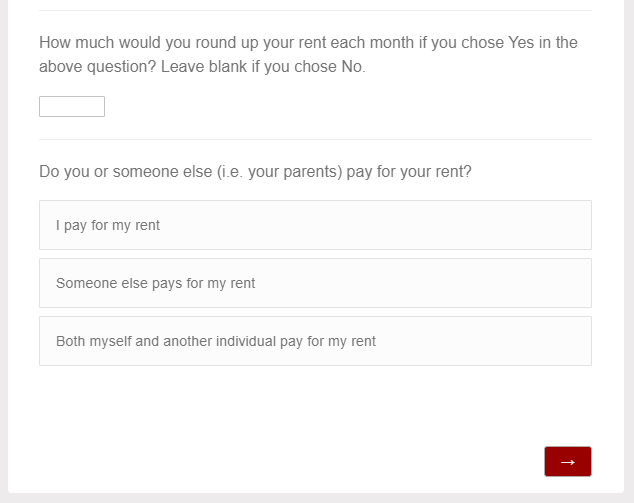 How much would you round up your rent each month if you chose Yes in the
above question? Leave blank if you chose No.
Do you or someone else (i.e. your parents) pay for your rent?
I pay for my rent
Someone else pays for my rent
Both myself and another individual pay for my rent
→